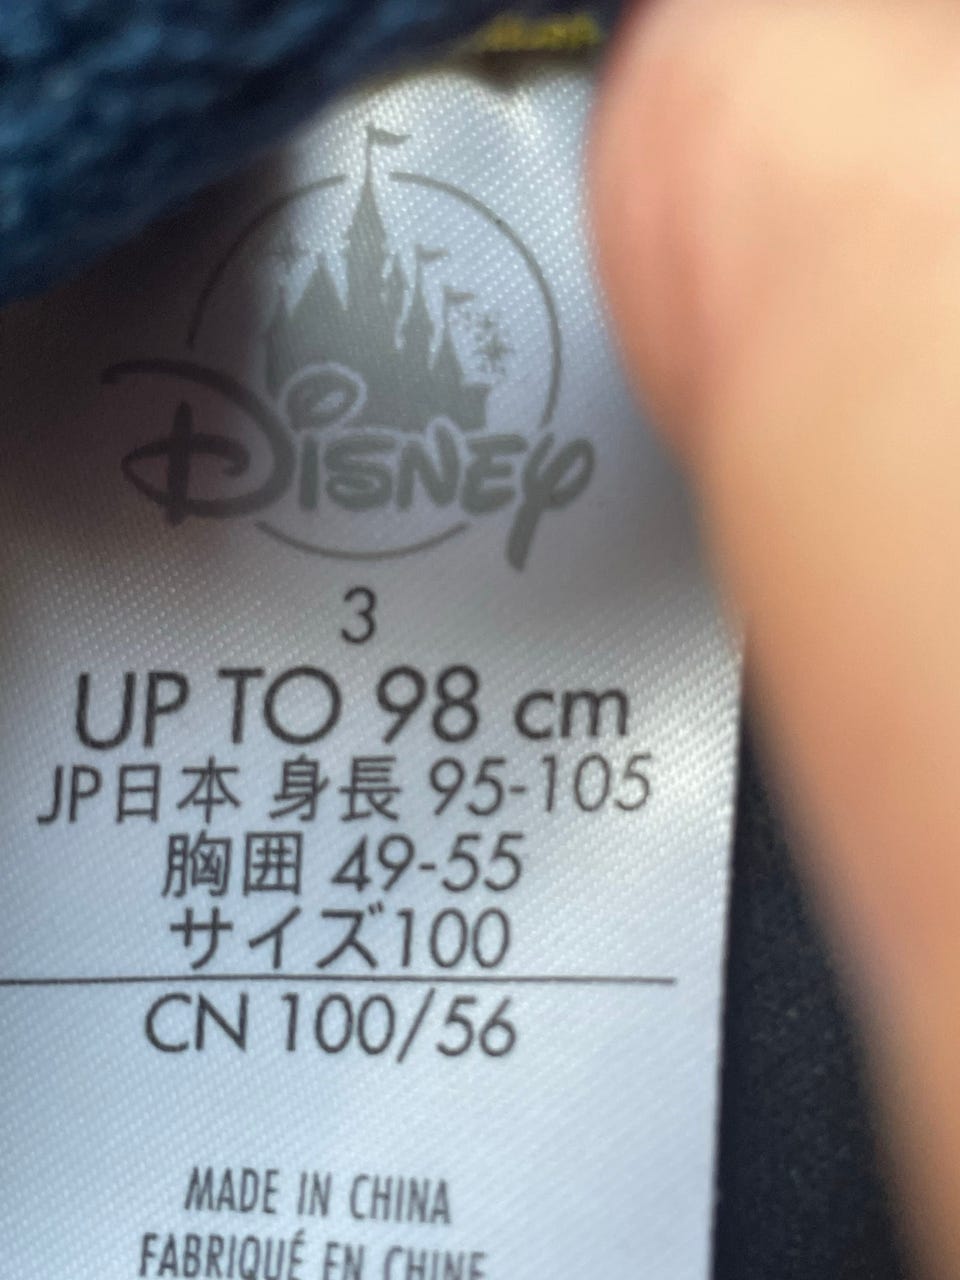 DISNEY
3
UP TO 98 cm
JP日本 身長 95-105
胸囲 49-55
サイズ100
CN 100/56
MADE IN CHINA
FABRIQUÉ EN CHINE